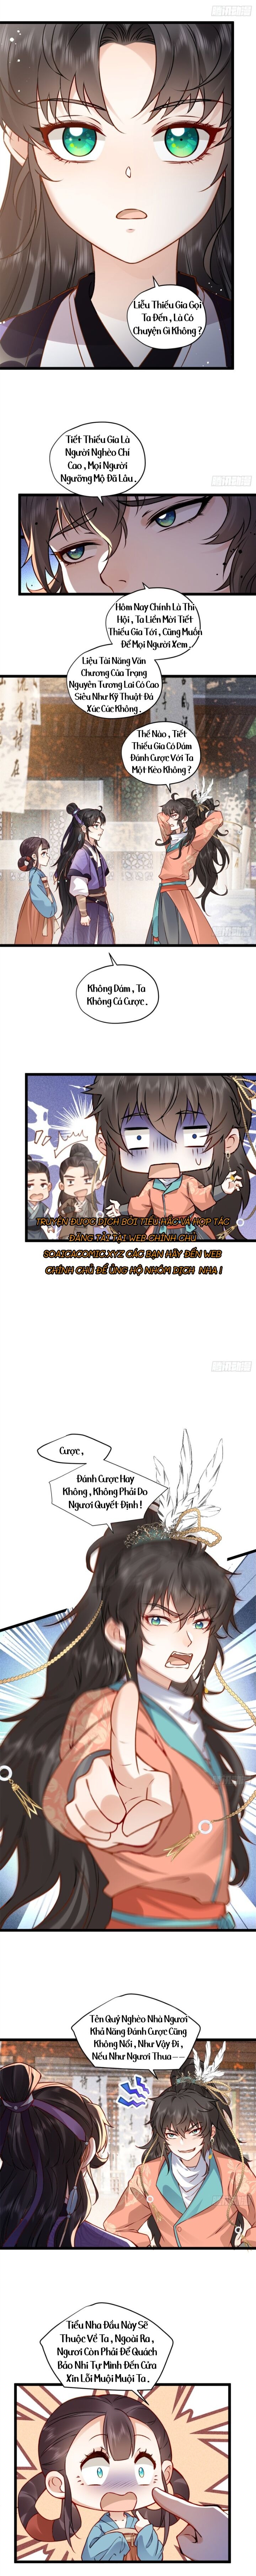 Liễu Thiếu Gia Gọi
Ta Đến , Là Có
Chuyện Gì Không ?
Tiết Thiếu Gia Là
Người Nghèo Chí
Cao , Mọi Người
Ngưỡng Mộ Đã Lâu .
Hôm Nay Chính Là Thi
Hội , Ta Liền Mời Tiết
Thiếu Gia Tới , Cũng Muốn
Để Mọi Người Xem .
Liệu Tài Năng Văn
Chương Của Trạng
Nguyên Tương Lai Có Cao
Siêu Như Kỹ Thuật Đá
Xúc Cúc Không .
Thế Nào , Tiết
Thiếu Gia Có Dám
Đánh Cược Với Ta
Một Kèo Không ?
Không Dám , Ta
Không Cá Cược .
TRUYỆN ĐƯỢC DỊCH BỞI TIỂU HẮC VÀ HỢP TÁC
ĐĂNG TẢI TẠI WEB CHÍNH CHỦ
SOAICACOMIC.XYZ CÁC BẠN HÃY ĐẾN WEB
CHÍNH CHỦ ĐỂ ỦNG HỘ NHÓM DỊCH NHA !
Cược ,
Đánh Cược Hay
Không , Không Phải Do
Ngươi Quyết Định !
Tên Quỷ Nghèo Nhà Ngươi
Khả Năng Đánh Cược Cũng
Không Nổi , Như Vậy Đi ,
Nếu Như Ngươi Thua ––
Tiểu Nha Đầu Này Sẽ
Thuộc Về Ta , Ngoài Ra ,
Ngươi Còn Phải Để Quách
Bảo Nhi Tự Mình Đến Cửa
Xin Lỗi Muội Muội Ta .